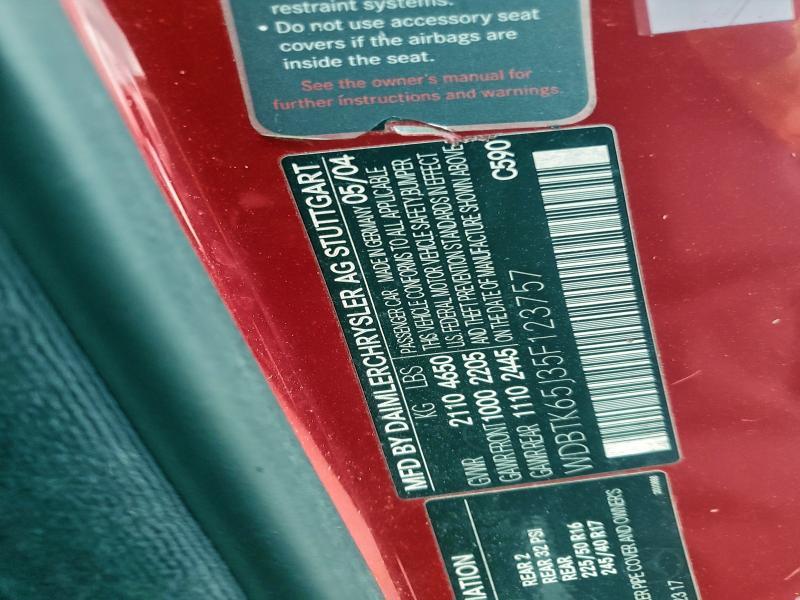 restraint systems.
• Do not use accessory seat
covers if the airbags are
inside the seat.
See the owner's manual for
further instructions and warnings.
MFD BY DAIMLERCHRYSLER AG STUTTGART
KG LBS PASSENGER CAR MADE IN GERMANY 05/04
THIS VEHICLE CONFORMS TO ALL APPLICABLE
GVWR 2110 4650 U.S. FEDERAL MOTOR VEHICLE SAFETY BUMPER
GAWR FRONT 1000 2205 AND THEFT PREVENTION STANDARDS IN EFFECT
GAWR REAR 1110 2445 ON THE DATE OF MANUFACTURE SHOWN ABOVE
WDBTK65J35F123757 C590
REAR 2
REAR 32 PSI
REAR
225/50 R16
245/40 R17
COVER AND OWNER'S